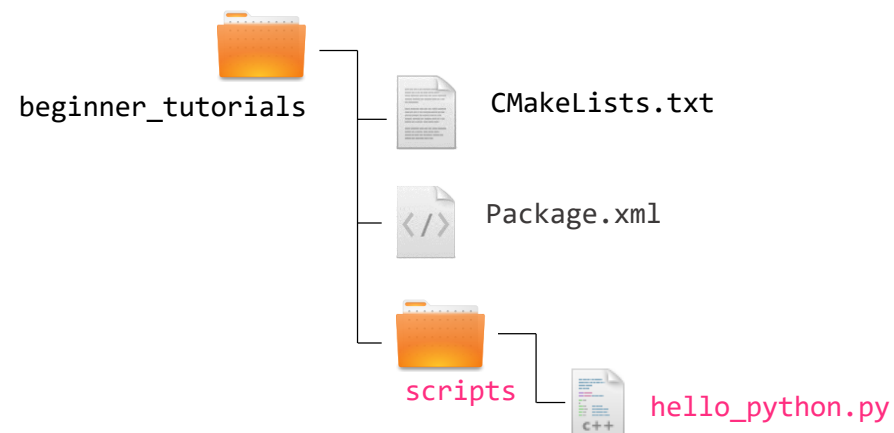 beginner_tutorials
CMakeLists.txt
</>
Package.xml
scripts
hello_python.py
C++